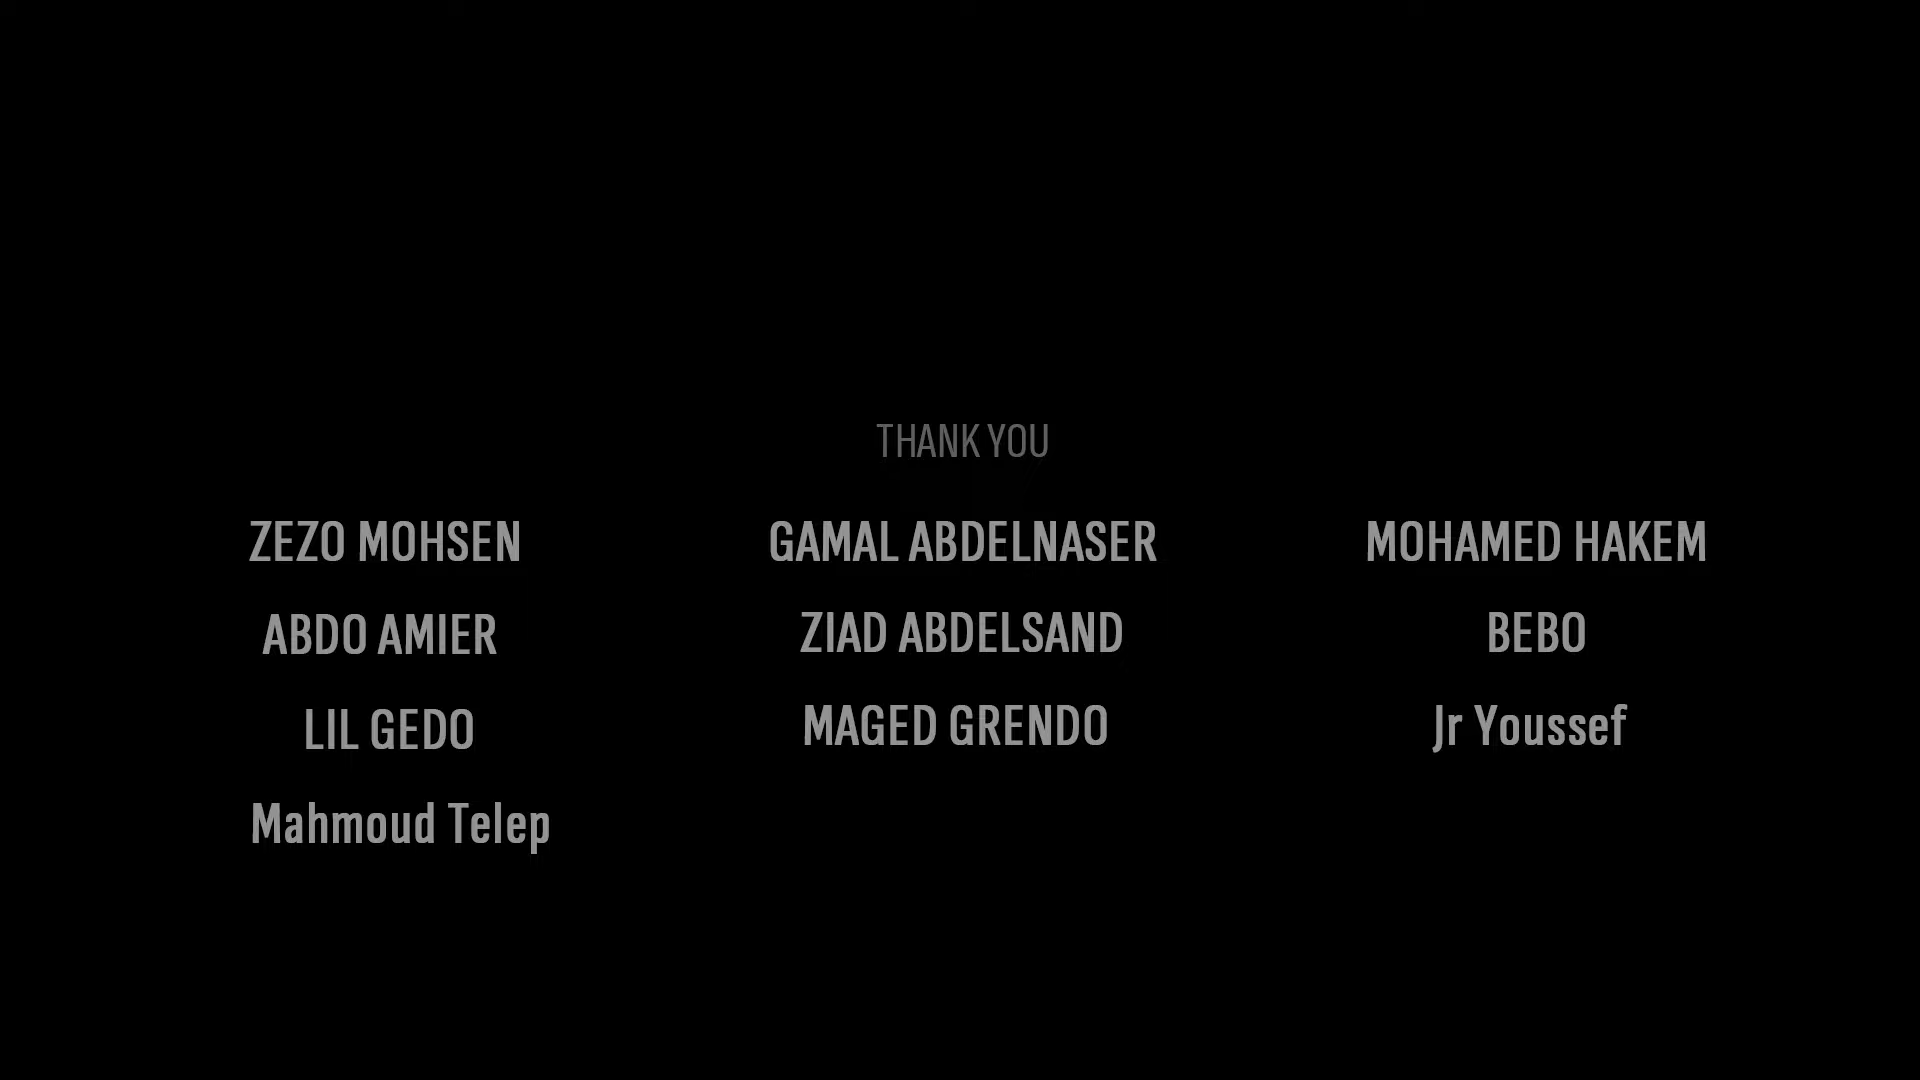 THANK YOU
ZEZO MOHSEN GAMAL ABDELNASER MOHAMED HAKEM
ABDO AMIER ZIAD ABDELSAND BEBO
LIL GEDO MAGED GRENDO Jr Youssef
Mahmoud Telep